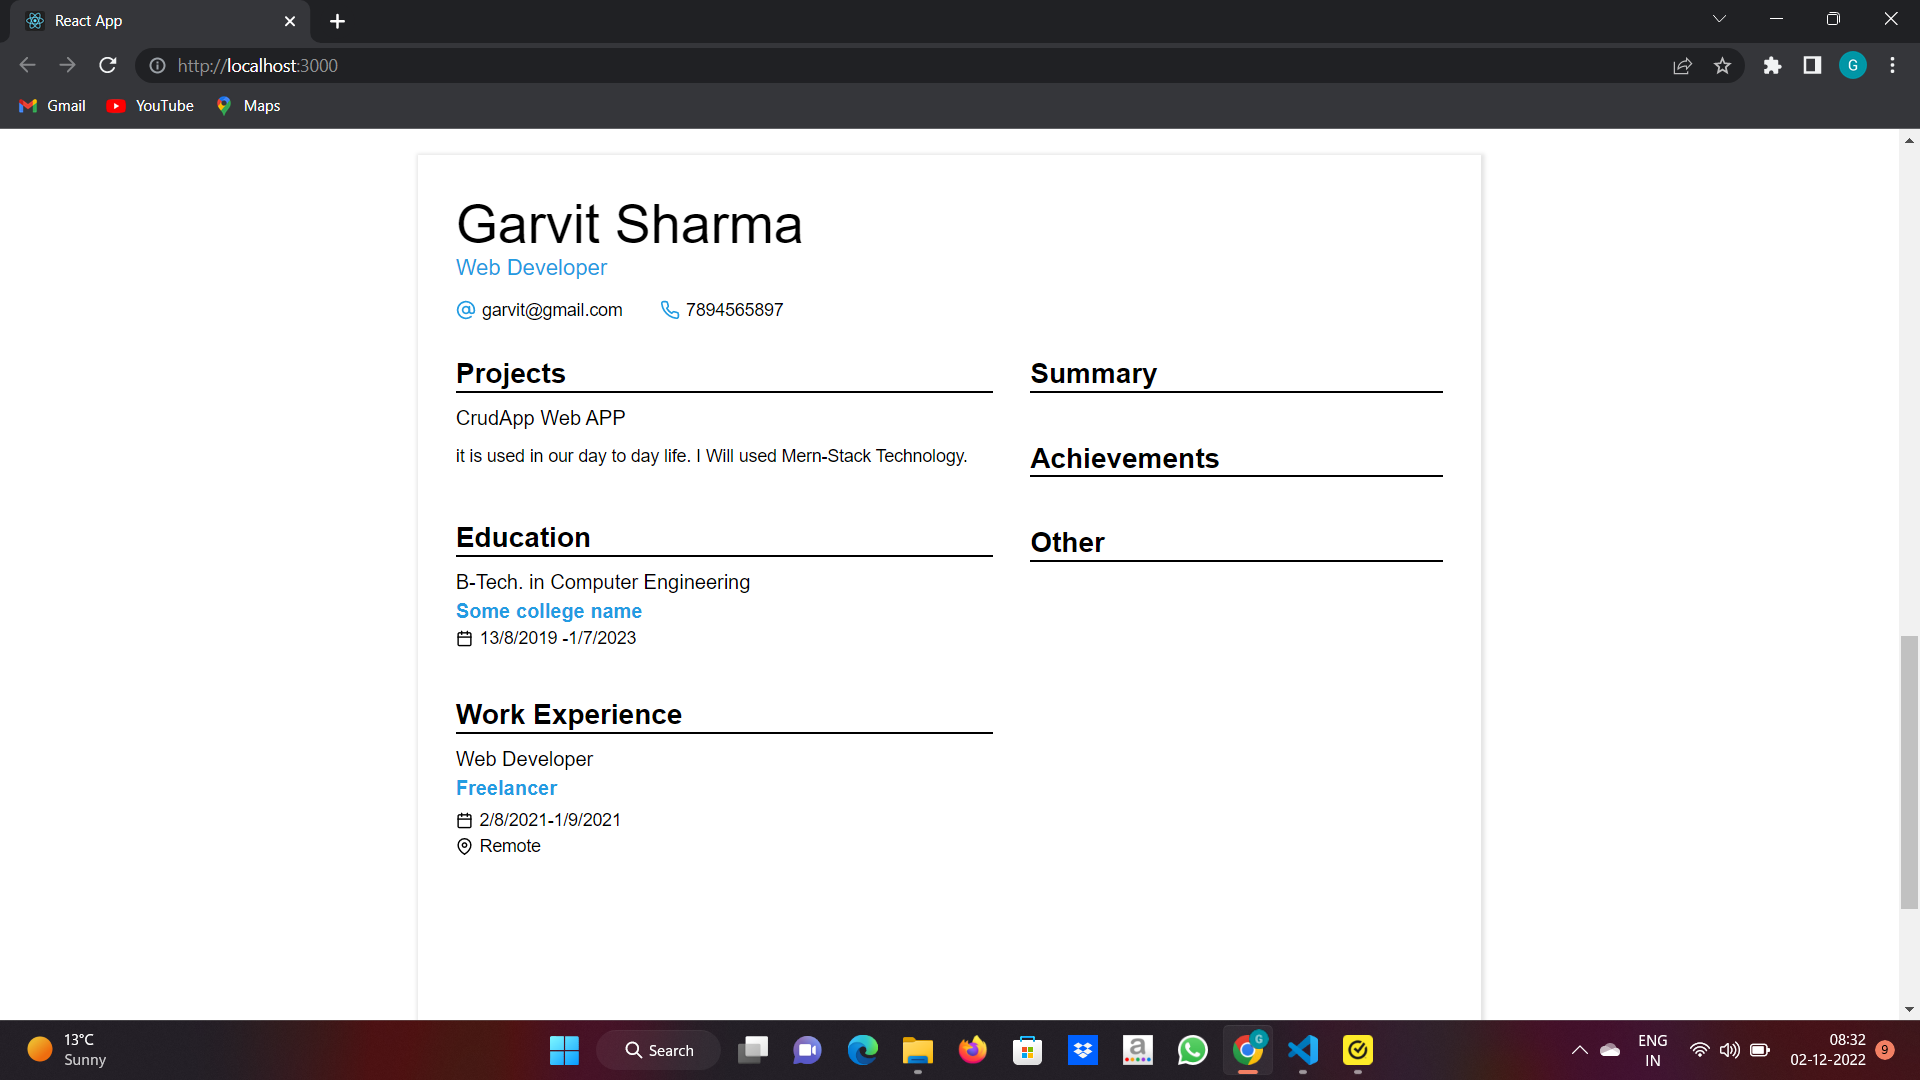 React App
http://localhost:3000
G
Gmail
YouTube
Maps
Garvit Sharma
Web Developer
garvit@gmail.com
7894565897
Projects
CrudApp Web APP
it is used in our day to day life. I Will used Mern-Stack Technology.
Education
B-Tech. in Computer Engineering
Some college name
13/8/2019 -1/7/2023
Work Experience
Web Developer
Freelancer
2/8/2021-1/9/2021
Remote
Summary
Achievements
Other
13°C
Sunny
Search
a
G
ENG
IN
08:32
02-12-2022
9